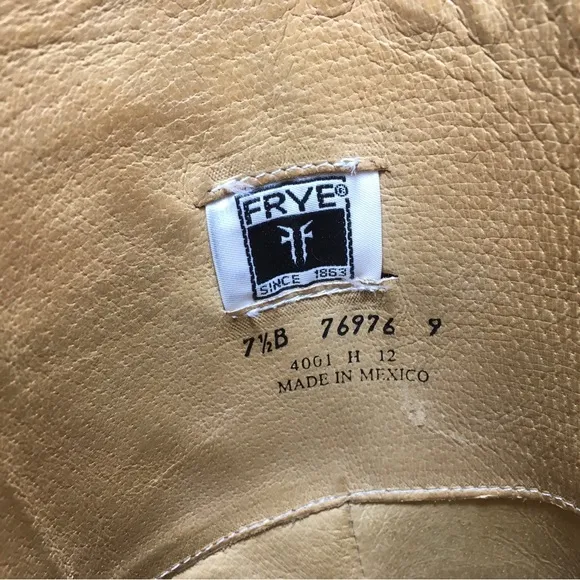 FRYE®
SINCE 1863
7½B 76976 9
4001 H 12
MADE IN MEXICO